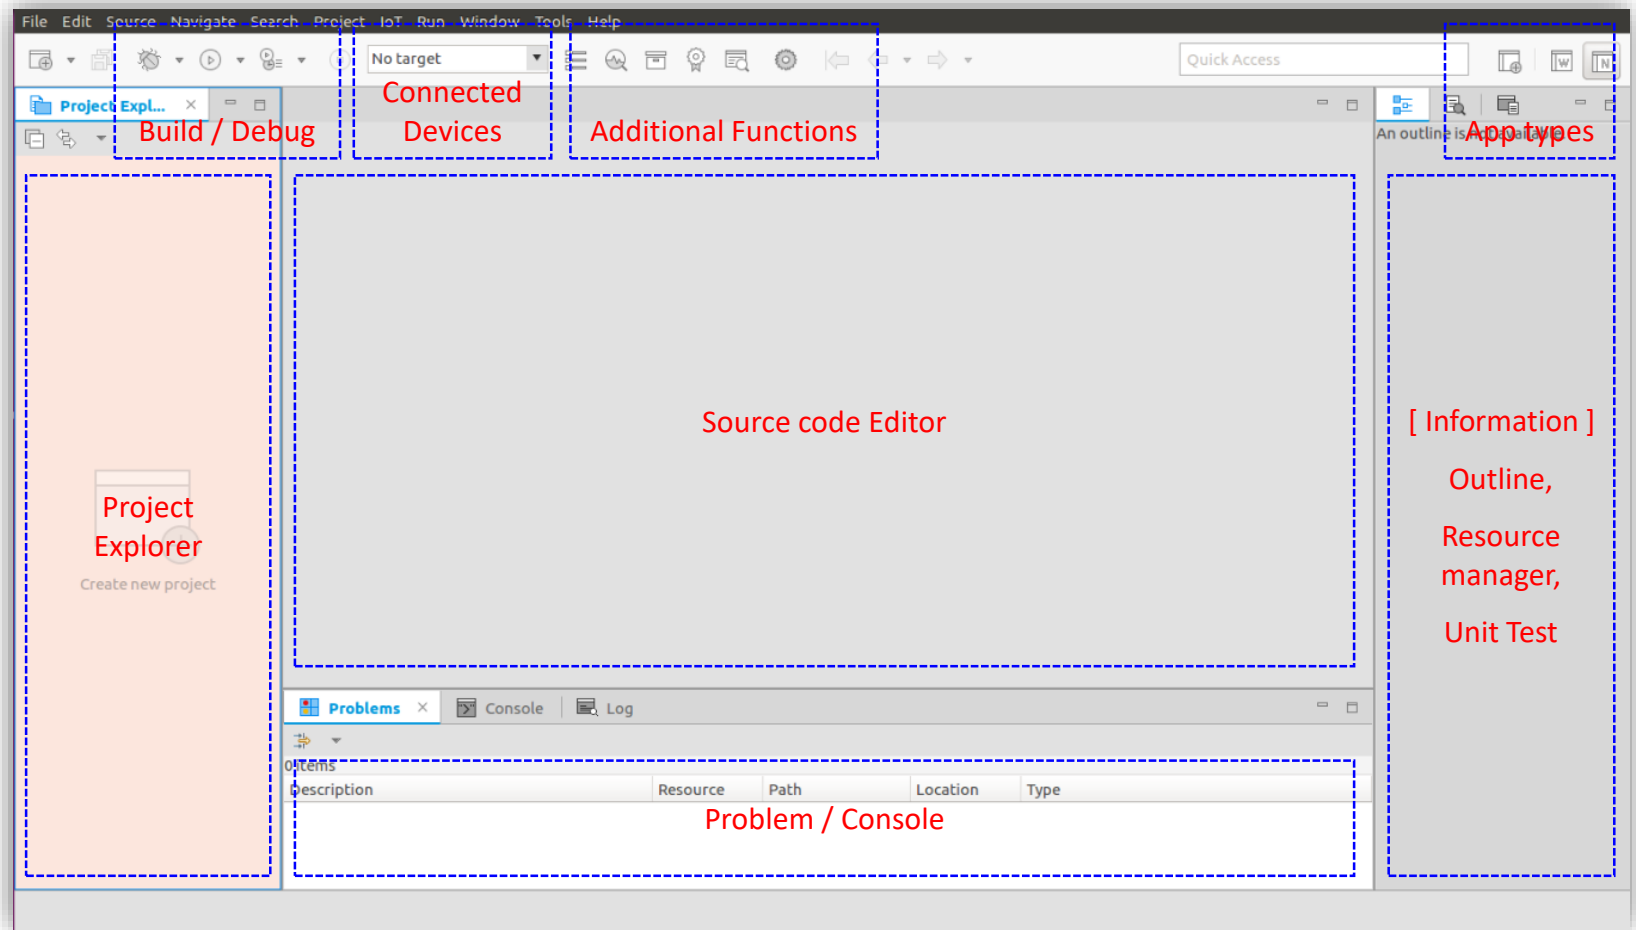 File Edit Source Navigate Search Project IoT Run Window Tools Help
No target
Quick Access
Connected
Devices
Build / Debug
Additional Functions
App types
Project Expl...
An outline is not available.
Source code Editor
[ Information ]
Outline,
Resource
manager,
Unit Test
Project
Explorer
Create new project
Problems
Console
Log
0 items
Description Resource Path Location Type
Problem / Console
W
N